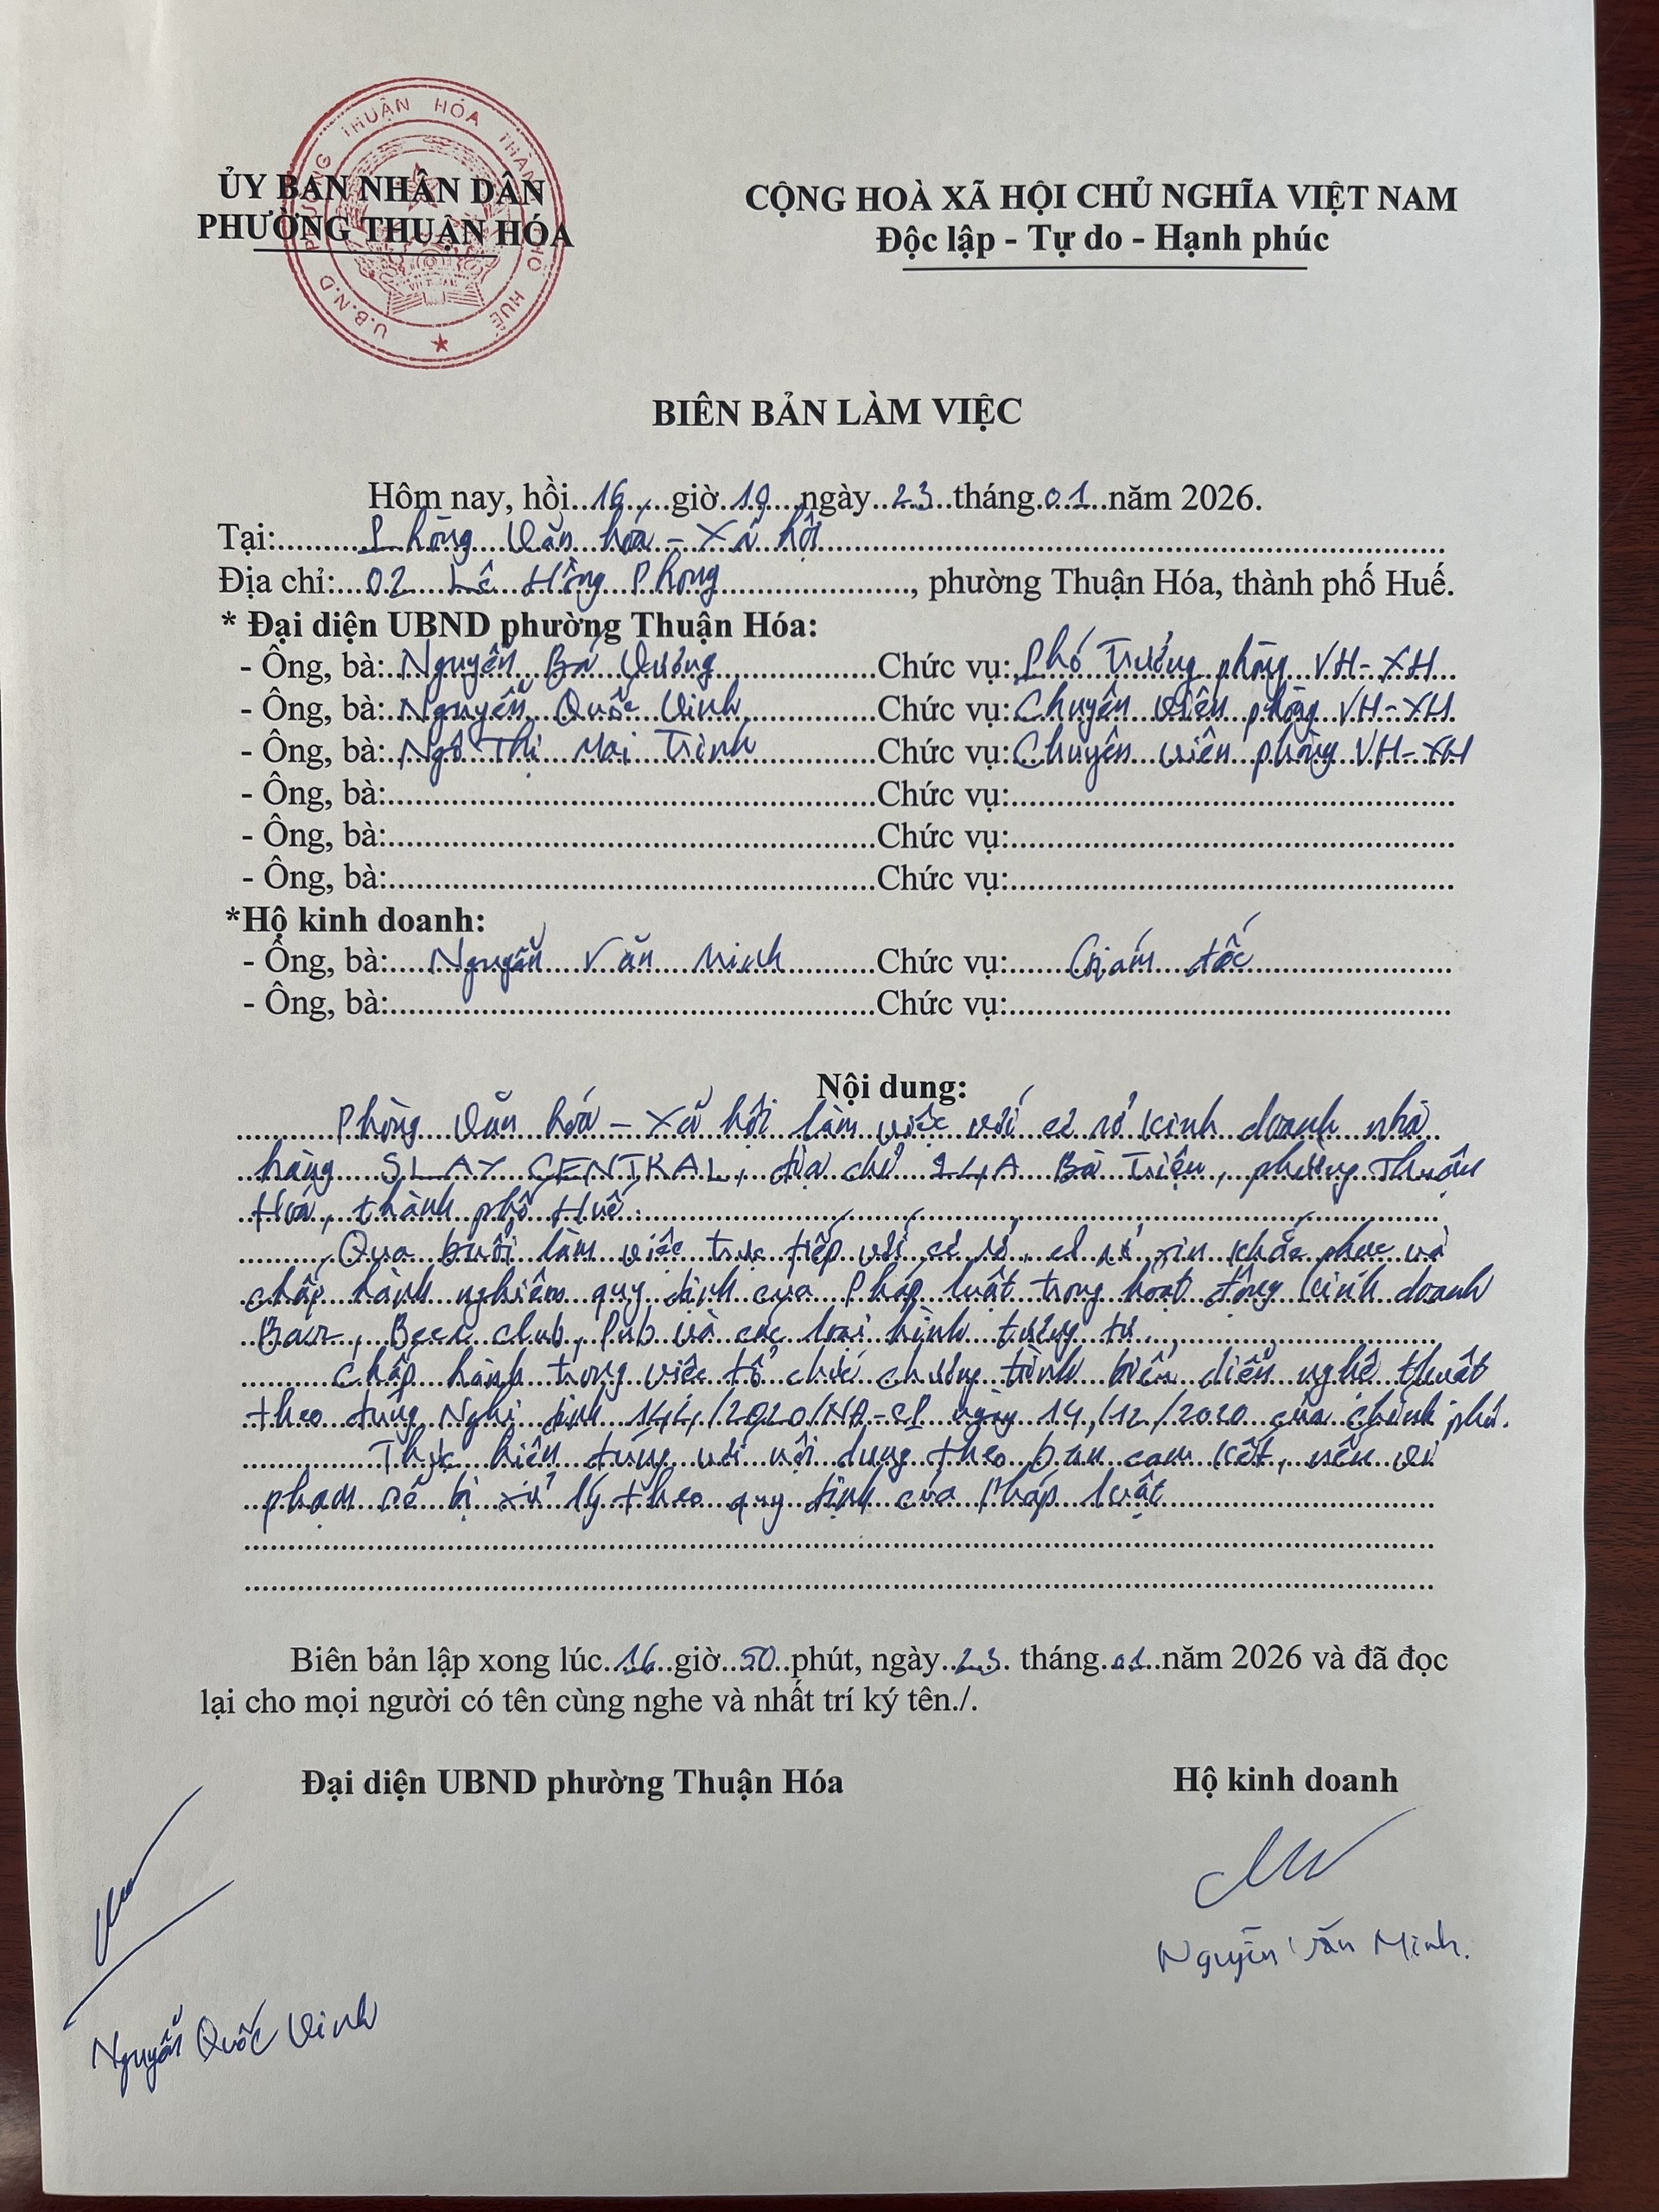 U.B.N.D PHƯỜNG THUẬN HÓA THÀNH PHỐ HUẾ
ỦY BAN NHÂN DÂN
PHƯỜNG THUẬN HÓA
CỘNG HOÀ XÃ HỘI CHỦ NGHĨA VIỆT NAM
Độc lập - Tự do - Hạnh phúc
BIÊN BẢN LÀM VIỆC
Hôm nay, hồi 16 giờ 10 ngày 23 tháng 01 năm 2026.
Tại: Phòng Văn hóa - Xã hội
Địa chỉ: 02 Lê Hồng Phong, phường Thuận Hóa, thành phố Huế.
* Đại diện UBND phường Thuận Hóa:
- Ông, bà: Nguyễn Bá Vương Chức vụ: Phó Trưởng phòng VH-XH
- Ông, bà: Nguyễn Quốc Vinh Chức vụ: Chuyên viên phòng VH-XH
- Ông, bà: Ngô Thị Mai Trinh Chức vụ: Chuyên viên phòng VH-XH
- Ông, bà: Chức vụ:
- Ông, bà: Chức vụ:
- Ông, bà: Chức vụ:
*Hộ kinh doanh:
- Ông, bà: Nguyễn Văn Minh Chức vụ: Giám đốc
- Ông, bà: Chức vụ:
Nội dung:
Phòng Văn hóa - Xã hội làm việc với cơ sở kinh doanh nhà
hàng SLAY CENTRAL, địa chỉ 24A Bà Triệu, phường Thuận
Hoá, thành phố Huế.
Qua buổi làm việc trực tiếp với cơ sở, cơ sở xin khắc phục và
chấp hành nghiêm quy định của Pháp luật trong hoạt động kinh doanh
Bar, Beer club, Pub và các loại hình tương tự.
Chấp hành trong việc tổ chức chương trình biểu diễn nghệ thuật
theo đúng Nghị định 144/2020/NĐ-CP ngày 14/12/2020 của Chính phủ.
Thực hiện đúng với nội dung theo bản cam kết, nếu vi
phạm sẽ bị xử lý theo quy định của Pháp luật
Biên bản lập xong lúc 16 giờ 50 phút, ngày 23 tháng 01 năm 2026 và đã đọc
lại cho mọi người có tên cùng nghe và nhất trí ký tên./.
Đại diện UBND phường Thuận Hóa
Hộ kinh doanh
Nguyễn Văn Minh.
Nguyễn Quốc Vinh